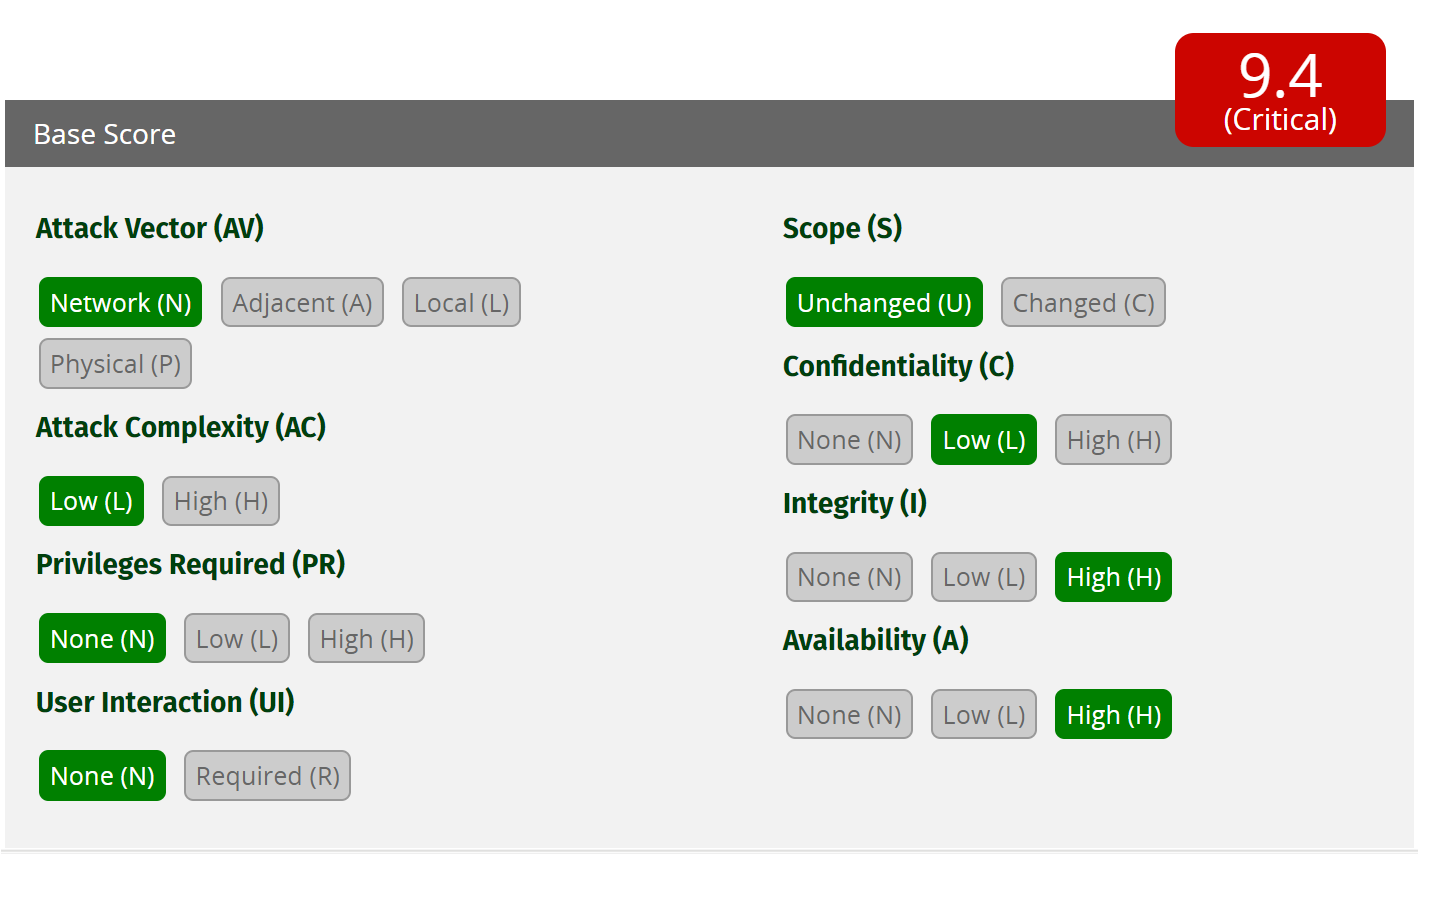 9.4
(Critical)
Base Score
Attack Vector (AV)
Network (N) Adjacent (A) Local (L)
Physical (P)
Attack Complexity (AC)
Low (L) High (H)
Privileges Required (PR)
None (N) Low (L) High (H)
User Interaction (UI)
None (N) Required (R)
Scope (S)
Unchanged (U) Changed (C)
Confidentiality (C)
None (N) Low (L) High (H)
Integrity (I)
None (N) Low (L) High (H)
Availability (A)
None (N) Low (L) High (H)